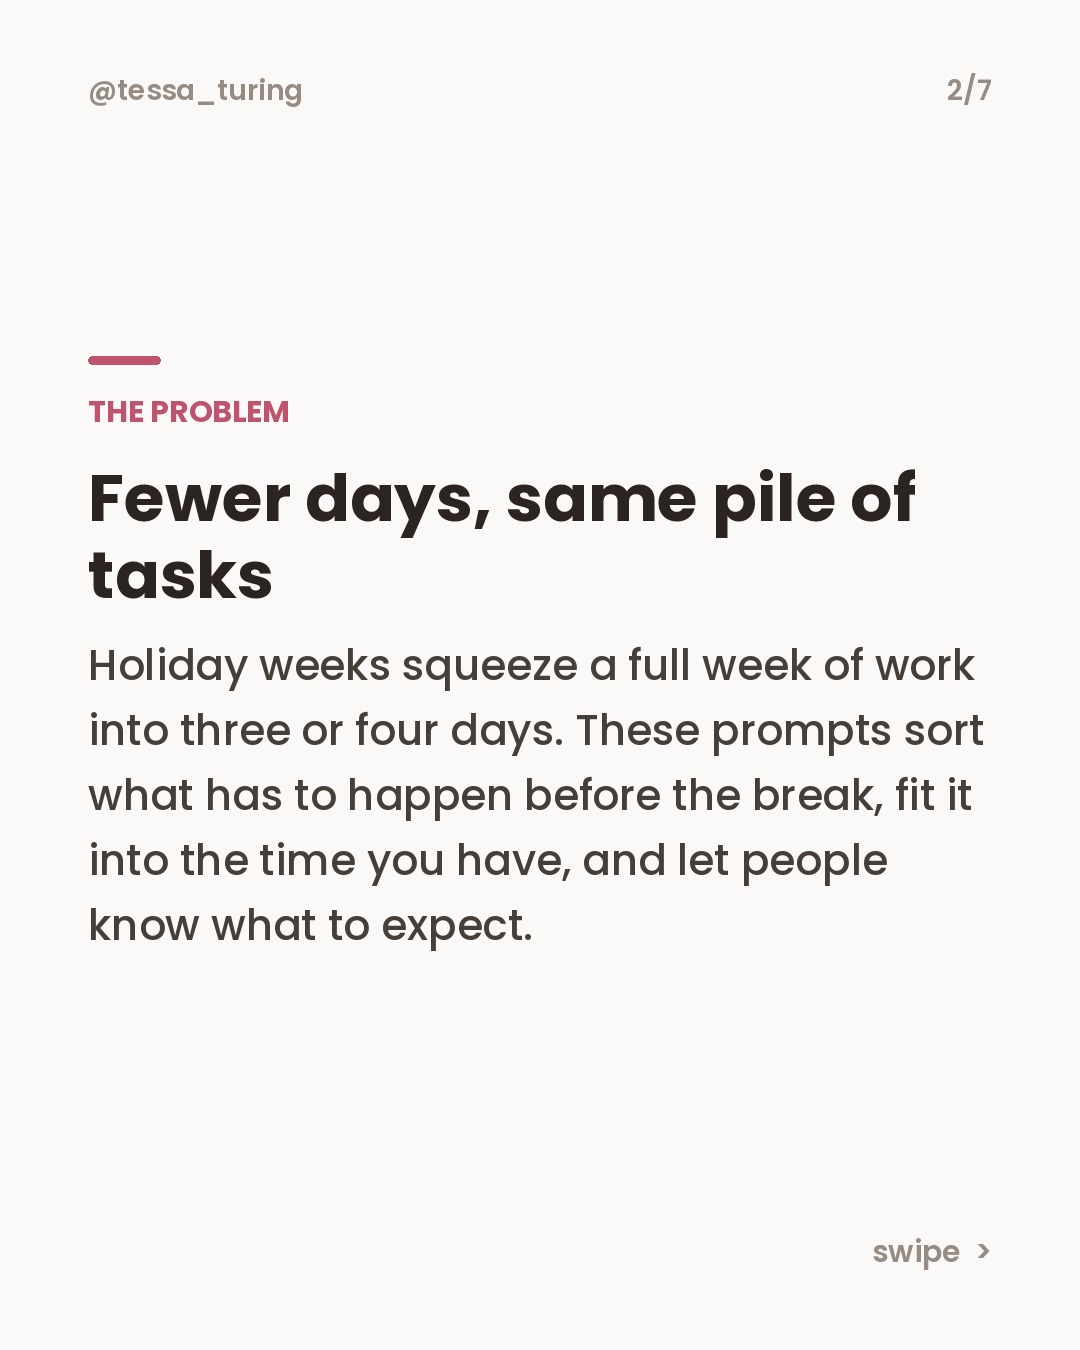 @tessa_turing
2/7
THE PROBLEM
Fewer days, same pile of
tasks
Holiday weeks squeeze a full week of work
into three or four days. These prompts sort
what has to happen before the break, fit it
into the time you have, and let people
know what to expect.
swipe >